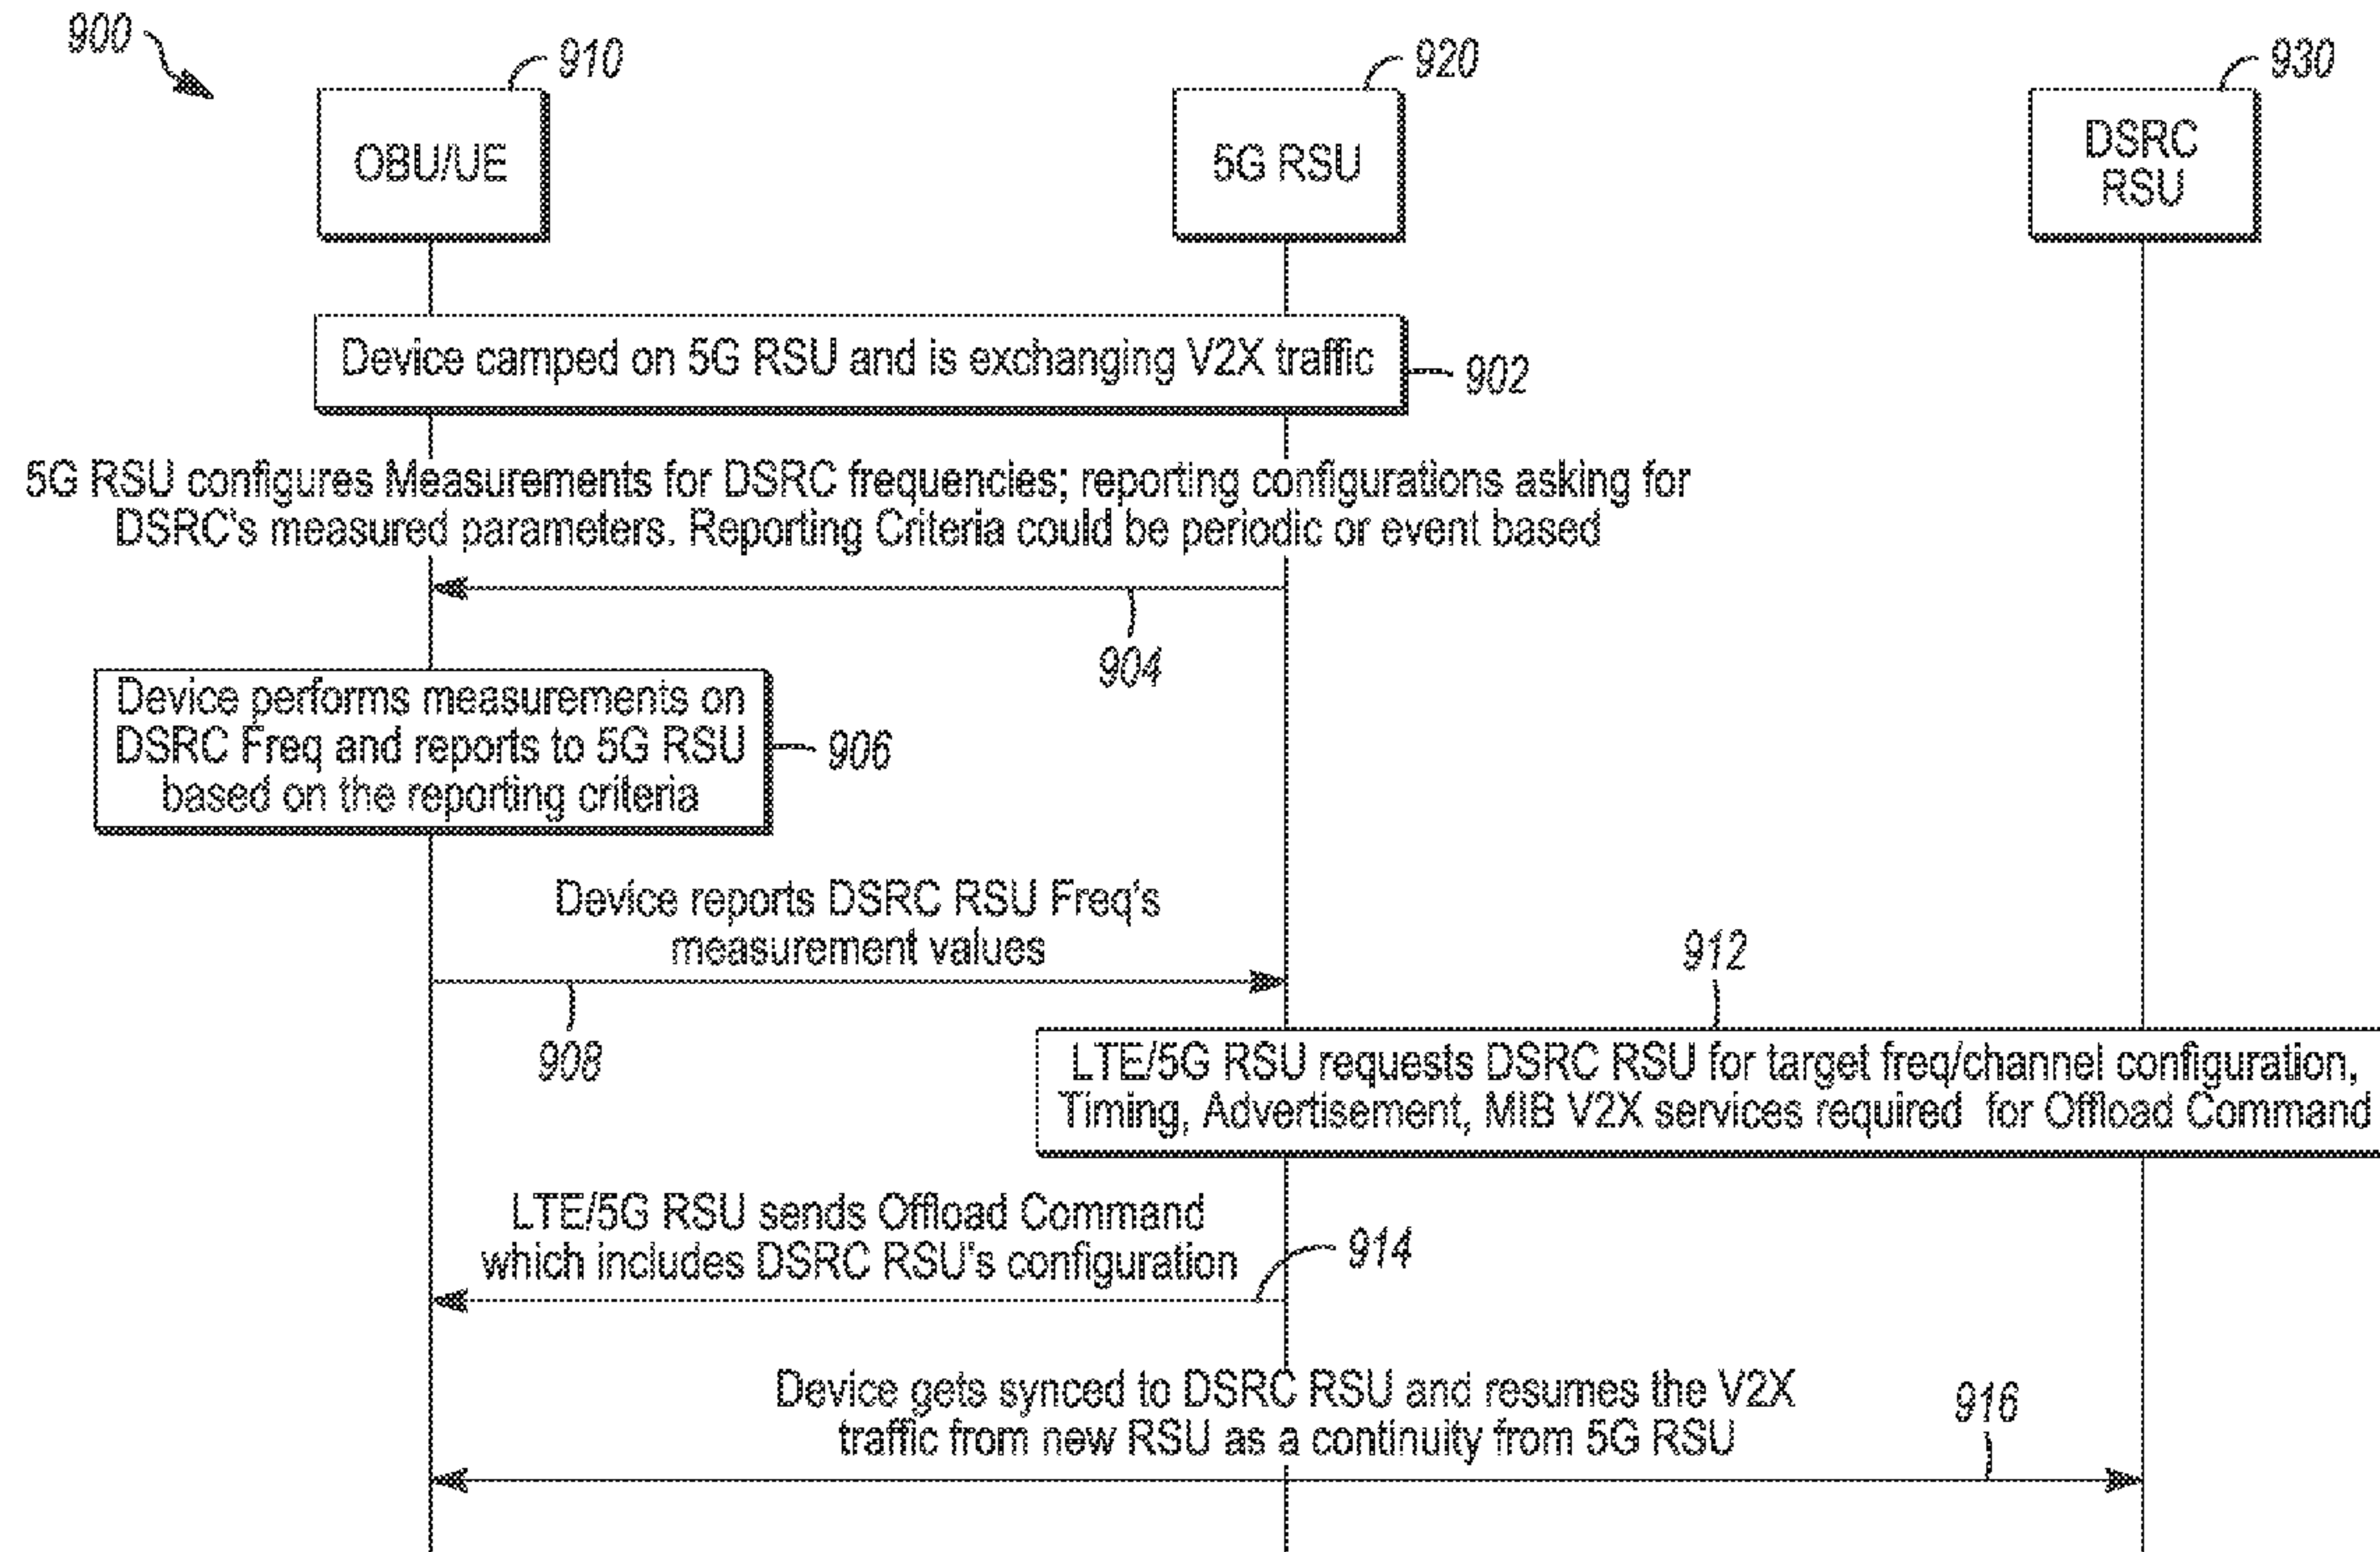 900
910
920
930
OBU/UE
5G RSU
DSRC
RSU
Device camped on 5G RSU and is exchanging V2X traffic
902
5G RSU configures Measurements for DSRC frequencies; reporting configurations asking for
DSRC's measured parameters. Reporting Criteria could be periodic or event based
904
Device performs measurements on
DSRC Freq and reports to 5G RSU
based on the reporting criteria
906
Device reports DSRC RSU Freq's
measurement values
908
912
LTE/5G RSU requests DSRC RSU for target freq/channel configuration,
Timing, Advertisement, MIB V2X services required for Offload Command
LTE/5G RSU sends Offload Command
which includes DSRC RSU's configuration
914
Device gets synced to DSRC RSU and resumes the V2X
traffic from new RSU as a continuity from 5G RSU
916